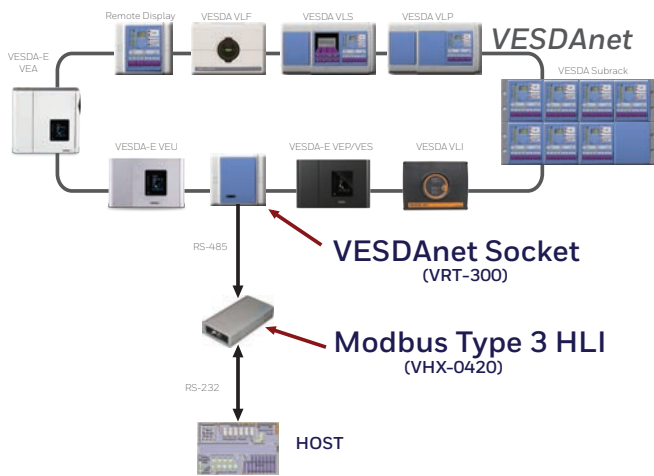 Remote Display
VESDA VLF
VESDA VLS
VESDA VLP
VESDAnet
VESDA-E
VEA
VESDA Subrack
VESDA-E VEU
VESDA-E VEP/VES
VESDA VLI
RS-485
VESDAnet Socket
(VRT-300)
Modbus Type 3 HLI
(VHX-0420)
RS-232
HOST